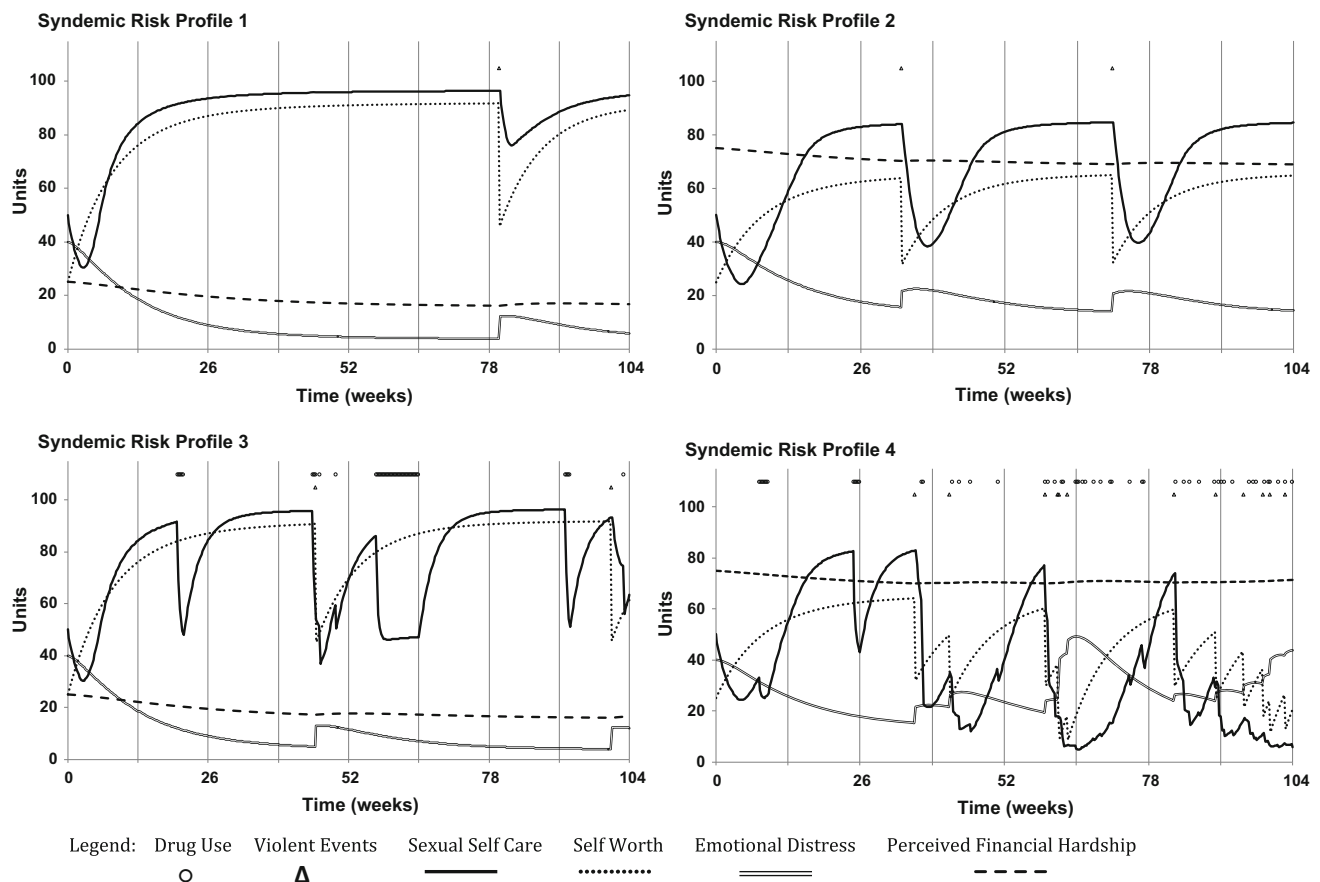 Syndemic Risk Profile 1
Units
100
80
60
40
20
0
0 26 52 78 104
Time (weeks)
Syndemic Risk Profile 2
Units
100
80
60
40
20
0
0 26 52 78 104
Time (weeks)
Syndemic Risk Profile 3
Units
100
80
60
40
20
0
0 26 52 78 104
Time (weeks)
Syndemic Risk Profile 4
Units
100
80
60
40
20
0
0 26 52 78 104
Time (weeks)
Legend: Drug Use Violent Events Sexual Self Care Self Worth Emotional Distress Perceived Financial Hardship